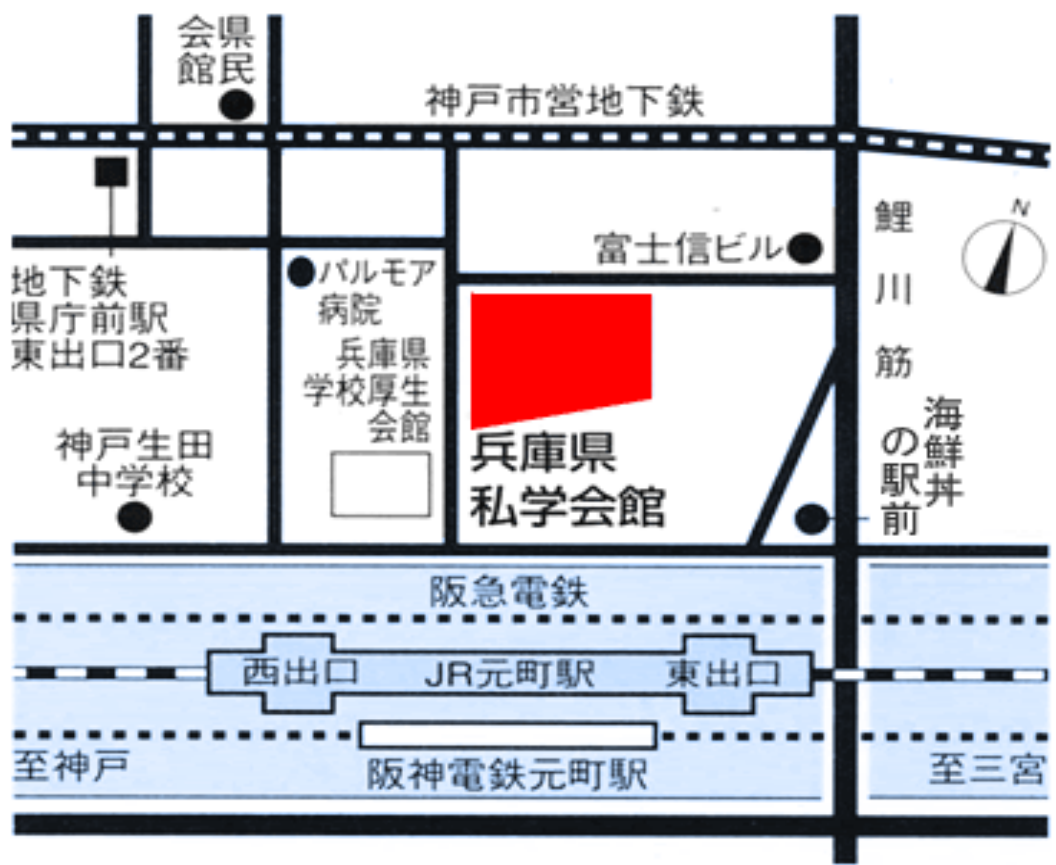 会県
館民
神戸市営地下鉄
N
鯉川筋
富士信ビル
地下鉄
県庁前駅
東出口2番
パルモア
病院
兵庫県
学校厚生
会館
兵庫県
私学会館
神戸生田
中学校
海鮮丼
の駅前
阪急電鉄
西出口
JR元町駅
東出口
至神戸
阪神電鉄元町駅
至三宮